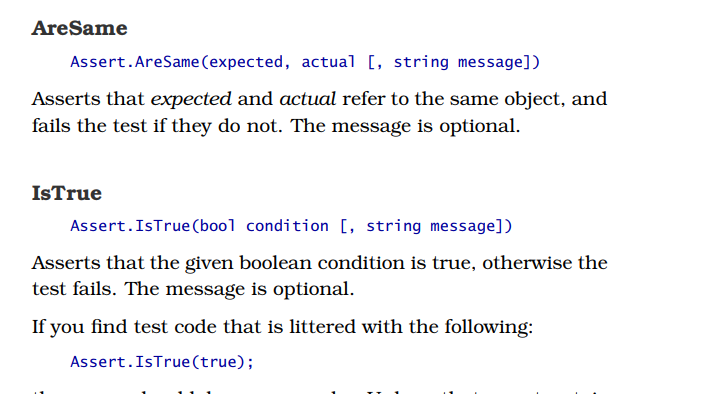 AreSame
Assert.AreSame(expected, actual [, string message])
Asserts that expected and actual refer to the same object, and
fails the test if they do not. The message is optional.
IsTrue
Assert.IsTrue(bool condition [, string message])
Asserts that the given boolean condition is true, otherwise the
test fails. The message is optional.
If you find test code that is littered with the following:
Assert.IsTrue(true);